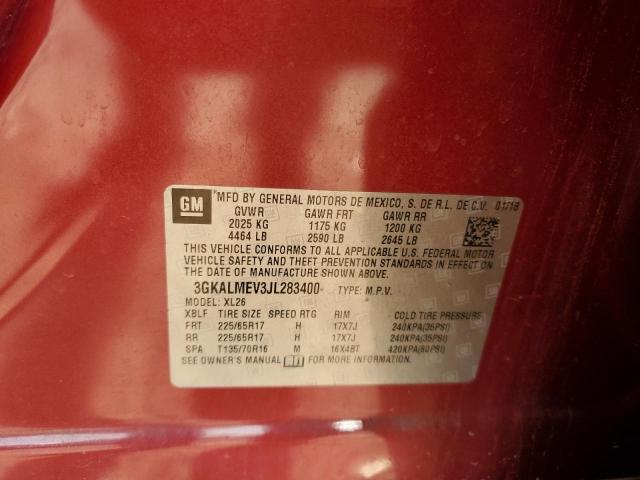 GM *MFD BY GENERAL MOTORS DE MEXICO, S. DE R.L. DE C.V. 01/18
GVWR GAWR FRT GAWR RR
2025 KG 1175 KG 1200 KG
4464 LB 2590 LB 2645 LB
THIS VEHICLE CONFORMS TO ALL APPLICABLE U.S. FEDERAL MOTOR
VEHICLE SAFETY AND THEFT PREVENTION STANDARDS IN EFFECT ON
THE DATE OF MANUFACTURE SHOWN ABOVE.
3GKALMEV3JL283400 TYPE: M.P.V.
MODEL: XL26
XBLF TIRE SIZE SPEED RTG RIM COLD TIRE PRESSURE
FRT 225/65R17 H 17X7J 240KPA(35PSI)
RR 225/65R17 H 17X7J 240KPA(35PSI)
SPA T135/70R16 M 16X4BT 420KPA(60PSI)
SEE OWNER'S MANUAL FOR MORE INFORMATION.